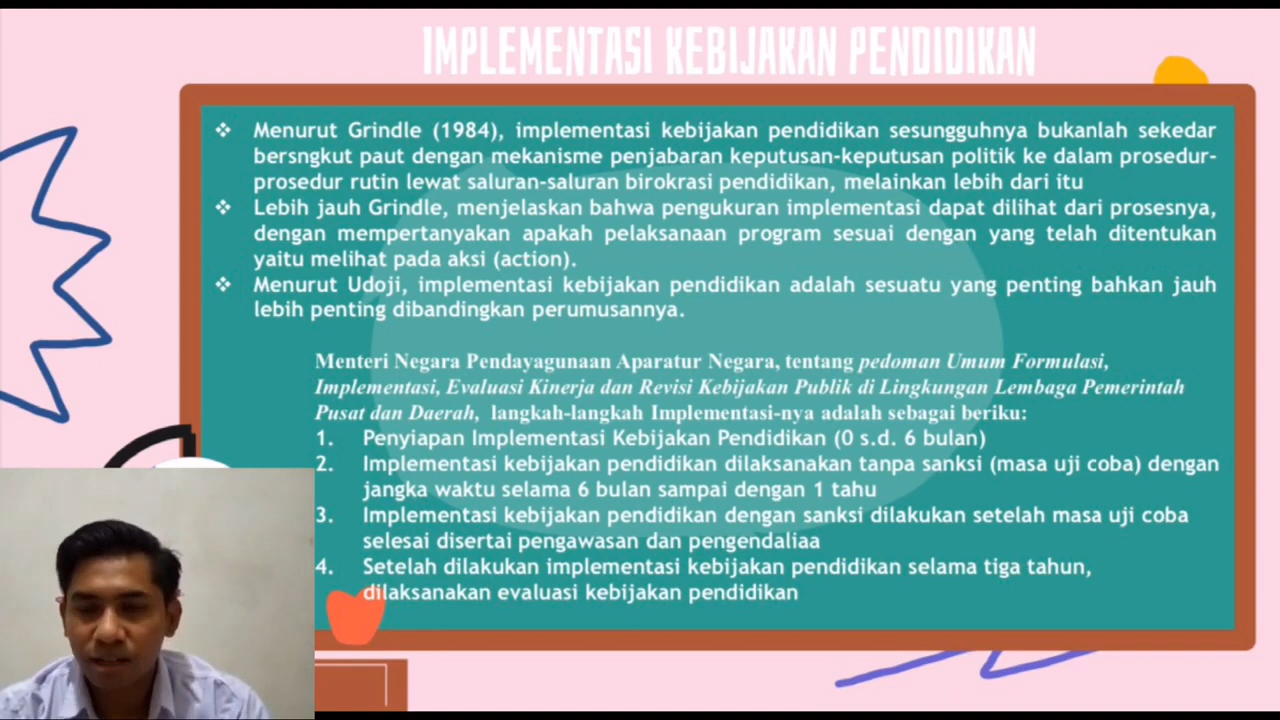 IMPLEMENTASI KEBIJAKAN PENDIDIKAN
❖ Menurut Grindle (1984), implementasi kebijakan pendidikan sesungguhnya bukanlah sekedar
bersngkut paut dengan mekanisme penjabaran keputusan-keputusan politik ke dalam prosedur-
prosedur rutin lewat saluran-saluran birokrasi pendidikan, melainkan lebih dari itu
❖ Lebih jauh Grindle, menjelaskan bahwa pengukuran implementasi dapat dilihat dari prosesnya,
dengan mempertanyakan apakah pelaksanaan program sesuai dengan yang telah ditentukan
yaitu melihat pada aksi (action).
❖ Menurut Udoji, implementasi kebijakan pendidikan adalah sesuatu yang penting bahkan jauh
lebih penting dibandingkan perumusannya.
Menteri Negara Pendayagunaan Aparatur Negara, tentang pedoman Umum Formulasi,
Implementasi, Evaluasi Kinerja dan Revisi Kebijakan Publik di Lingkungan Lembaga Pemerintah
Pusat dan Daerah, langkah-langkah Implementasi-nya adalah sebagai beriku:
1. Penyiapan Implementasi Kebijakan Pendidikan (0 s.d. 6 bulan)
2. Implementasi kebijakan pendidikan dilaksanakan tanpa sanksi (masa uji coba) dengan
jangka waktu selama 6 bulan sampai dengan 1 tahu
3. Implementasi kebijakan pendidikan dengan sanksi dilakukan setelah masa uji coba
selesai disertai pengawasan dan pengendaliaa
4. Setelah dilakukan implementasi kebijakan pendidikan selama tiga tahun,
dilaksanakan evaluasi kebijakan pendidikan